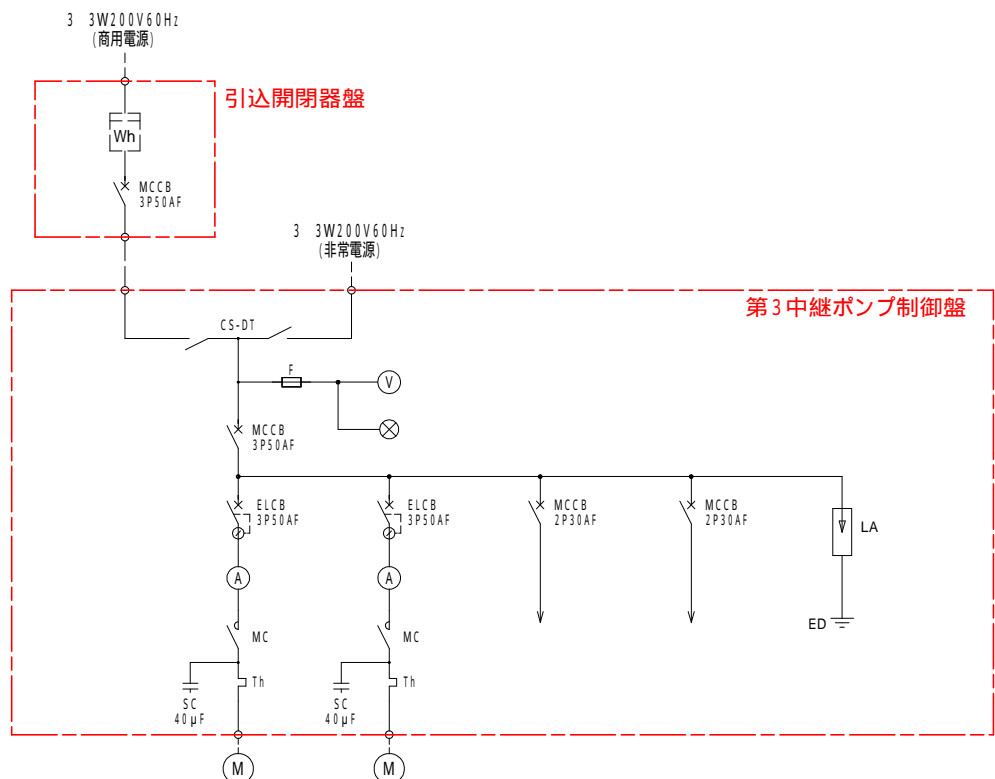 3 3W200V60Hz
(商用電源)
引込開閉器盤
Wh
MCCB
3P50AF
3 3W200V60Hz
(非常電源)
第3中継ポンプ制御盤
CS-DT
F
V
MCCB
3P50AF
ELCB
3P50AF
ELCB
3P50AF
MCCB
2P30AF
MCCB
2P30AF
LA
A
A
ED
MC
MC
Th
Th
SC
40μF
SC
40μF
M
M